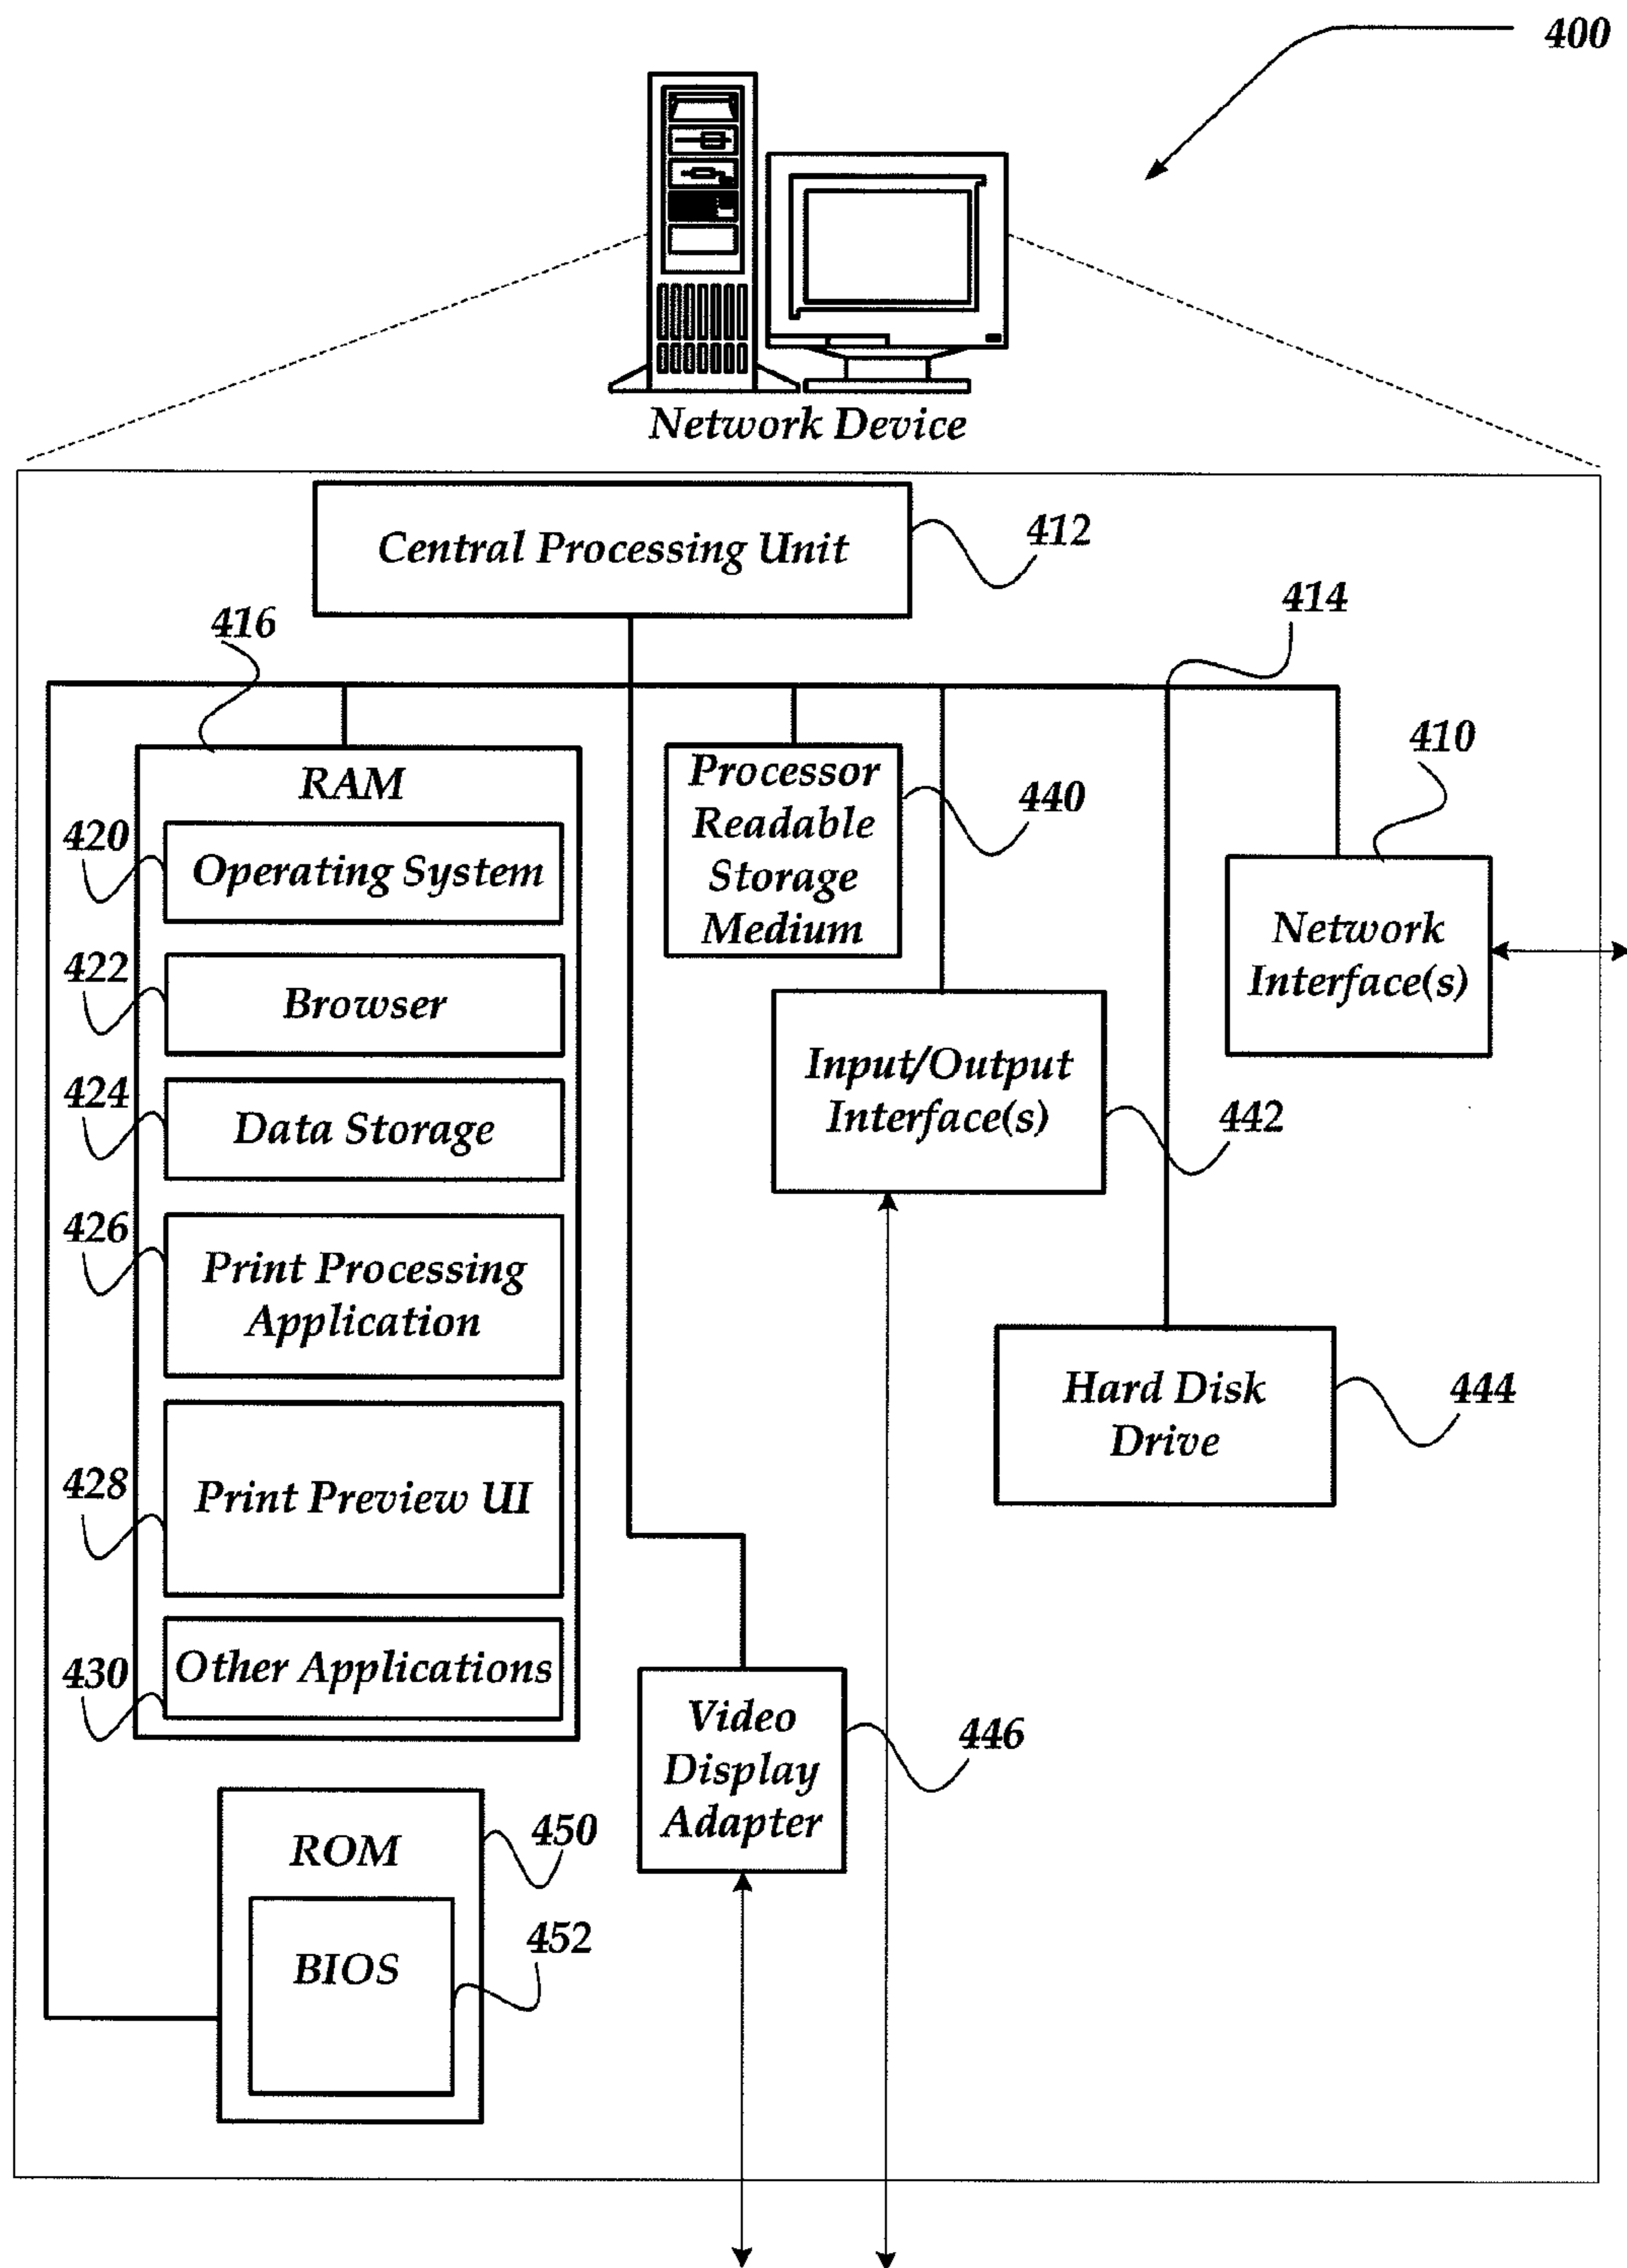 400
Network Device
Central Processing Unit
412
414
416
410
RAM
Processor
Readable
Storage
Medium
440
420
Operating System
Network
Interface(s)
422
Browser
Input/Output
Interface(s)
442
424
Data Storage
426
Print Processing
Application
Hard Disk
Drive
444
428
Print Preview UI
430
Other Applications
Video
Display
Adapter
446
ROM
450
BIOS
452